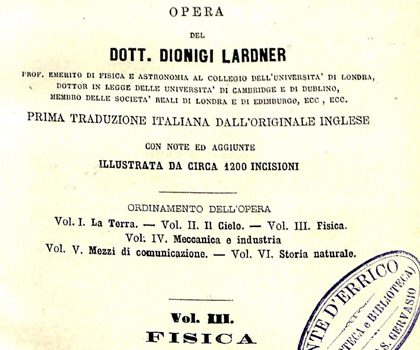 OPERA
DEL
DOTT. DIONIGI LARDNER
PROF. EMERITO DI FISICA E ASTRONOMIA AL COLLEGIO DELL'UNIVERSITA' DI LONDRA,
DOTTOR IN LEGGE DELLE UNIVERSITA' DI CAMBRIDGE E DI DUBLINO,
MEMBRO DELLE SOCIETA' REALI DI LONDRA E DI EDIMBURGO, ECC, ECC.
PRIMA TRADUZIONE ITALIANA DALL'ORIGINALE INGLESE
CON NOTE ED AGGIUNTE
ILLUSTRATA DA CIRCA 1200 INCISIONI
ORDINAMENTO DELL'OPERA
Vol. I. La Terra. — Vol. II. Il Cielo. — Vol. III. Fisica.
Vol. IV. Meccanica e industria
Vol. V. Mezzi di comunicazione. — Vol. VI. Storia naturale.
Vol. III.
FISICA
NTE D'ERRICO
TECA e BIBLIOTECA)
S. GERVASIO